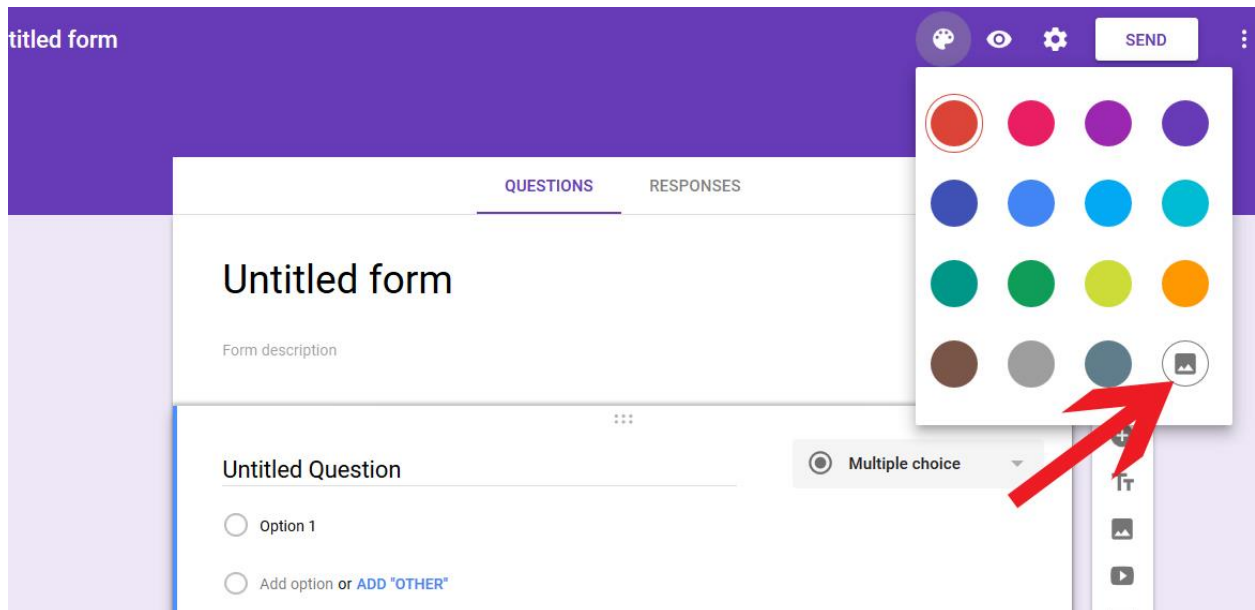 titled form
SEND
QUESTIONS RESPONSES
Untitled form
Form description
Untitled Question
Multiple choice
Option 1
Add option or ADD "OTHER"
Tт